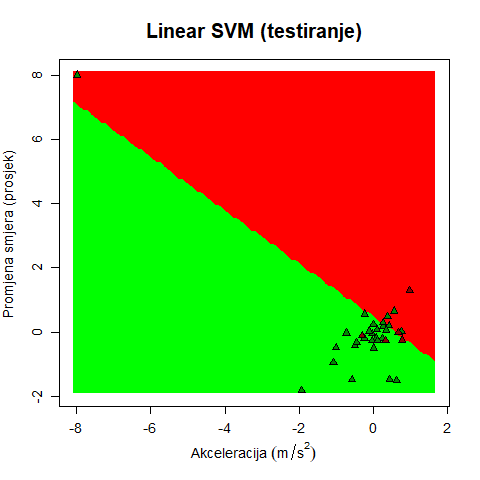 Linear SVM (testiranje)
Promjena smjera (prosjek)
8
6
4
2
0
-2
-8 -6 -4 -2 0 2
Akceleracija (m/s²)